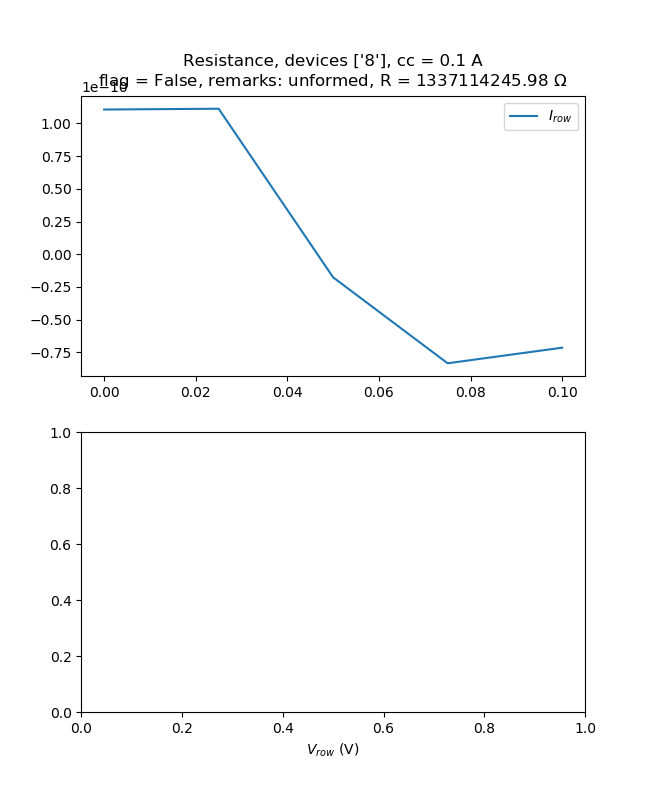 Resistance, devices ['8'], cc = 0.1 A
flag = False, remarks: unformed, R = 1337114245.98 Ω
1e−10
1.00
0.75
0.50
0.25
0.00
−0.25
−0.50
−0.75
I_row
0.00 0.02 0.04 0.06 0.08 0.10
1.0
0.8
0.6
0.4
0.2
0.0
0.0 0.2 0.4 0.6 0.8 1.0
V_row (V)